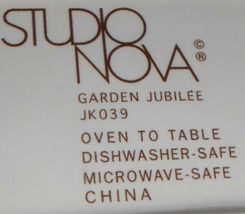 STUDIO
NOVA ©®
GARDEN JUBILEE
JK039
OVEN TO TABLE
DISHWASHER-SAFE
MICROWAVE-SAFE
CHINA